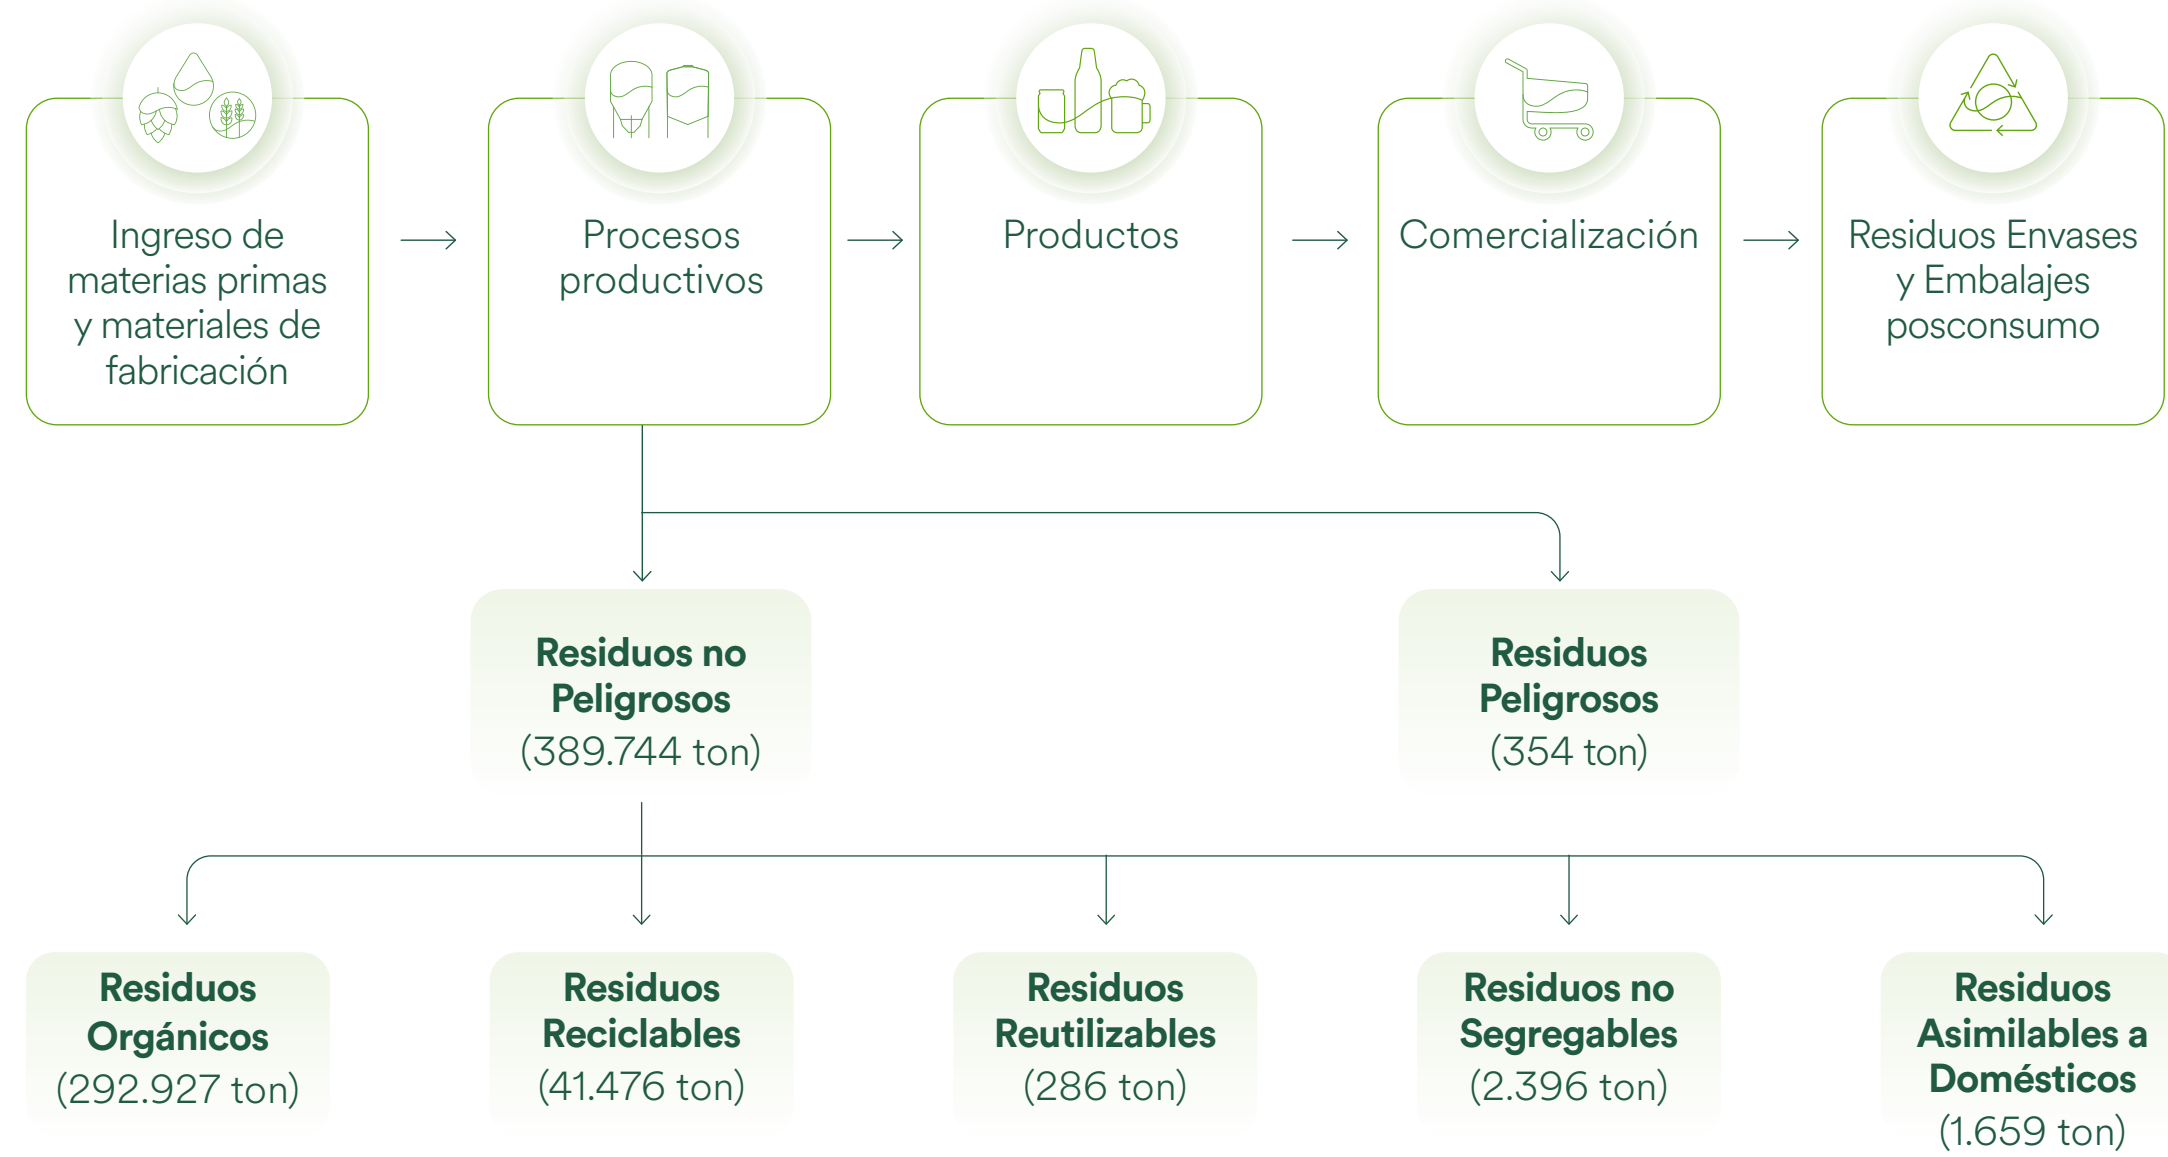 Ingreso de
materias primas
y materiales de
fabricación
Procesos
productivos
Productos
Comercialización
Residuos Envases
y Embalajes
posconsumo
Residuos no
Peligrosos
(389.744 ton)
Residuos
Peligrosos
(354 ton)
Residuos
Orgánicos
(292.927 ton)
Residuos
Reciclables
(41.476 ton)
Residuos
Reutilizables
(286 ton)
Residuos no
Segregables
(2.396 ton)
Residuos
Asimilables a
Domésticos
(1.659 ton)